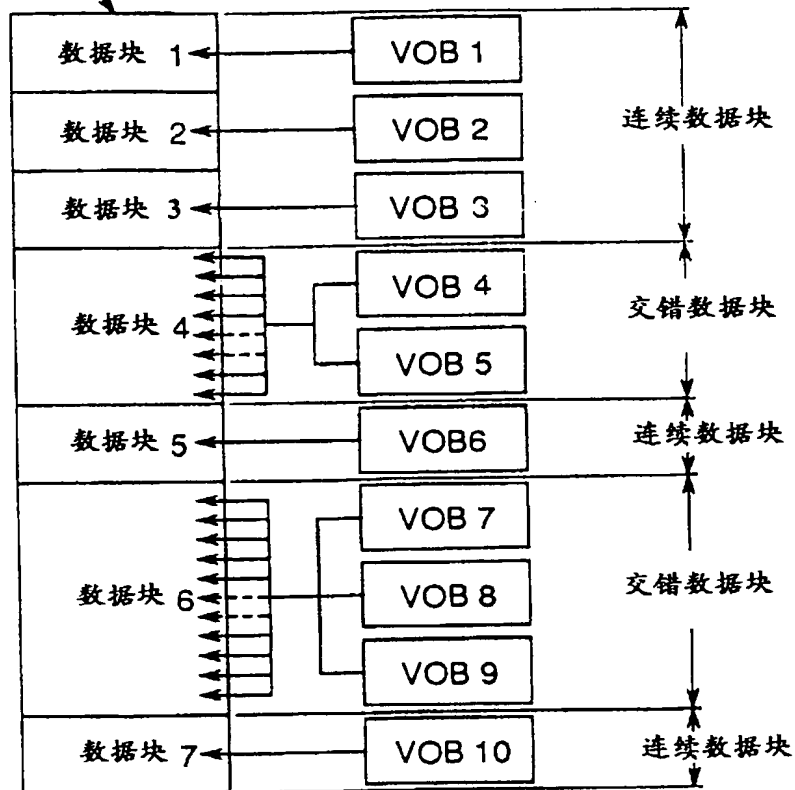 数据块 1
VOB 1
数据块 2
VOB 2
连续数据块
数据块 3
VOB 3
数据块 4
VOB 4
VOB 5
交错数据块
数据块 5
VOB6
连续数据块
数据块 6
VOB 7
VOB 8
VOB 9
交错数据块
数据块 7
VOB 10
连续数据块